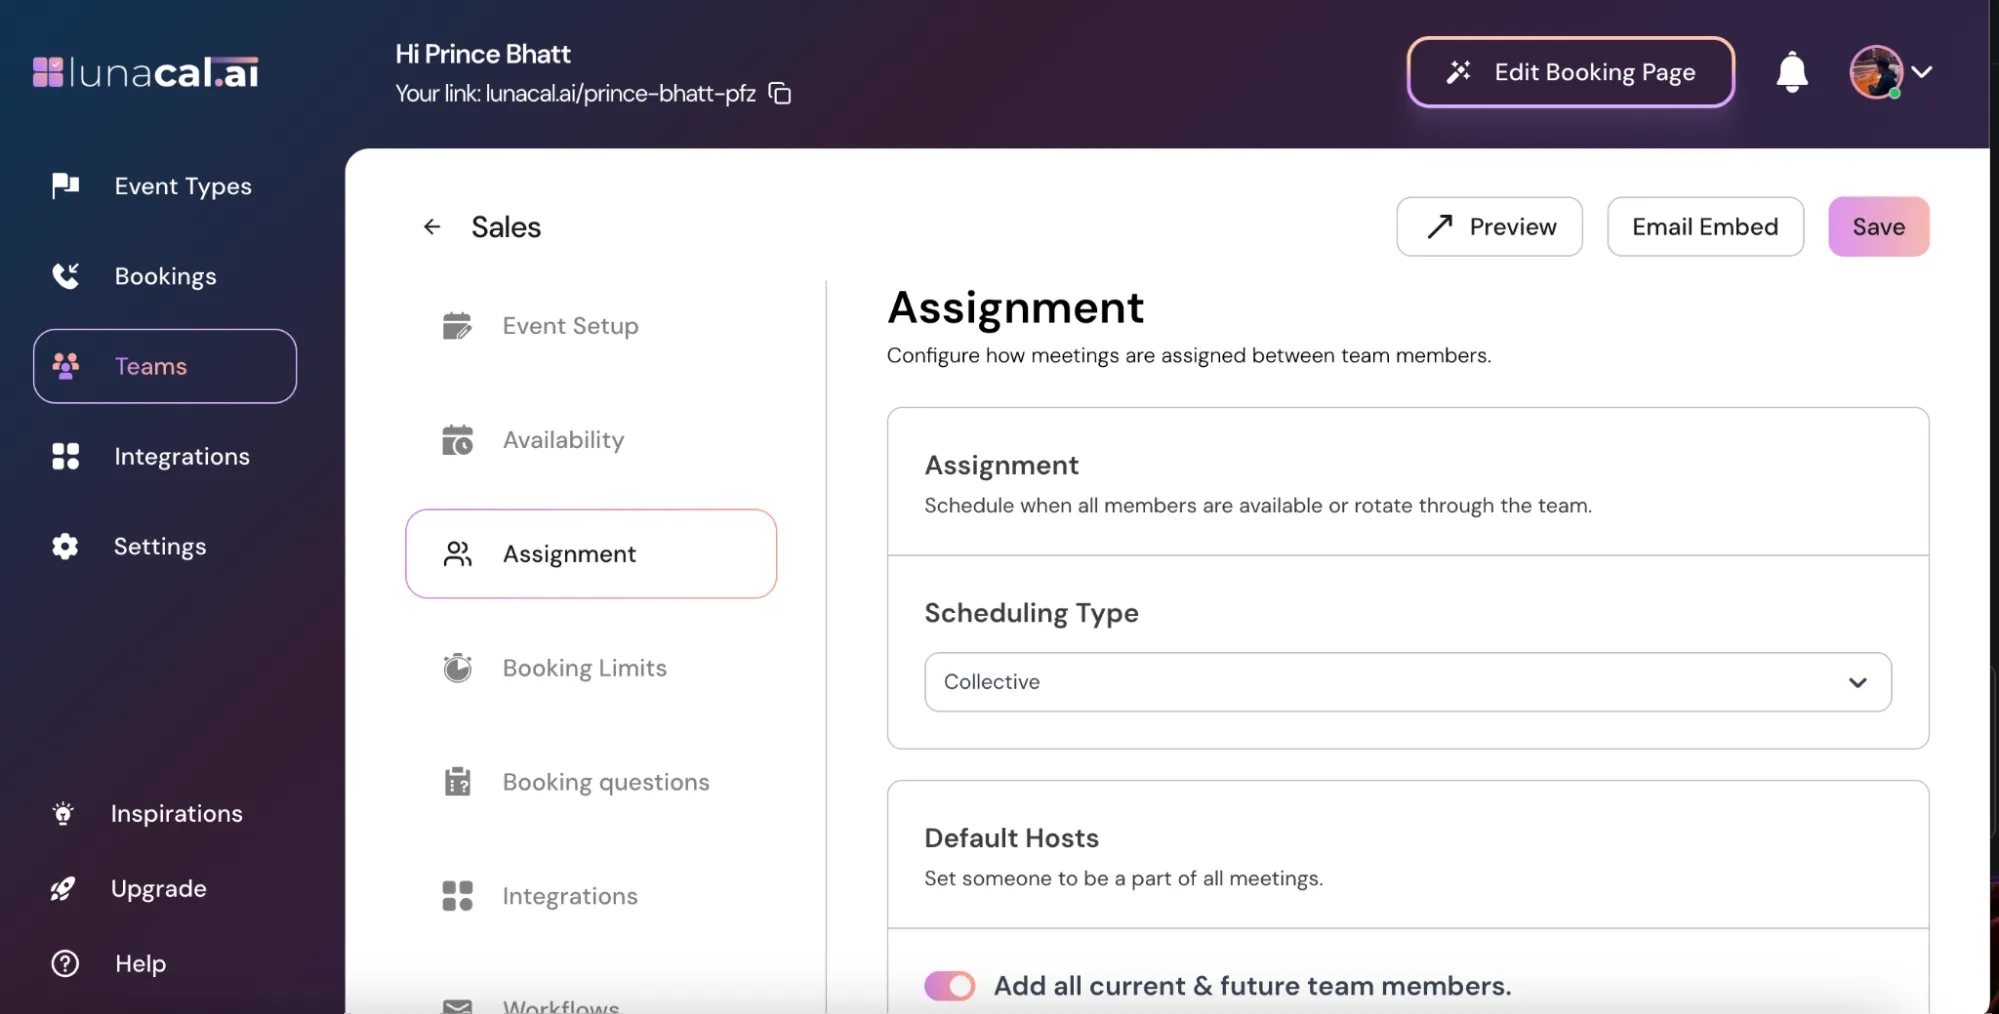 lunacal.ai
Hi Prince Bhatt
Your link: lunacal.ai/prince-bhatt-pfz
Edit Booking Page
Event Types
Bookings
Teams
Integrations
Settings
Inspirations
Upgrade
Help
Sales
Preview
Email Embed
Save
Event Setup
Availability
Assignment
Booking Limits
Booking questions
Integrations
Workflows
Assignment
Configure how meetings are assigned between team members.
Assignment
Schedule when all members are available or rotate through the team.
Scheduling Type
Collective
Default Hosts
Set someone to be a part of all meetings.
Add all current & future team members.